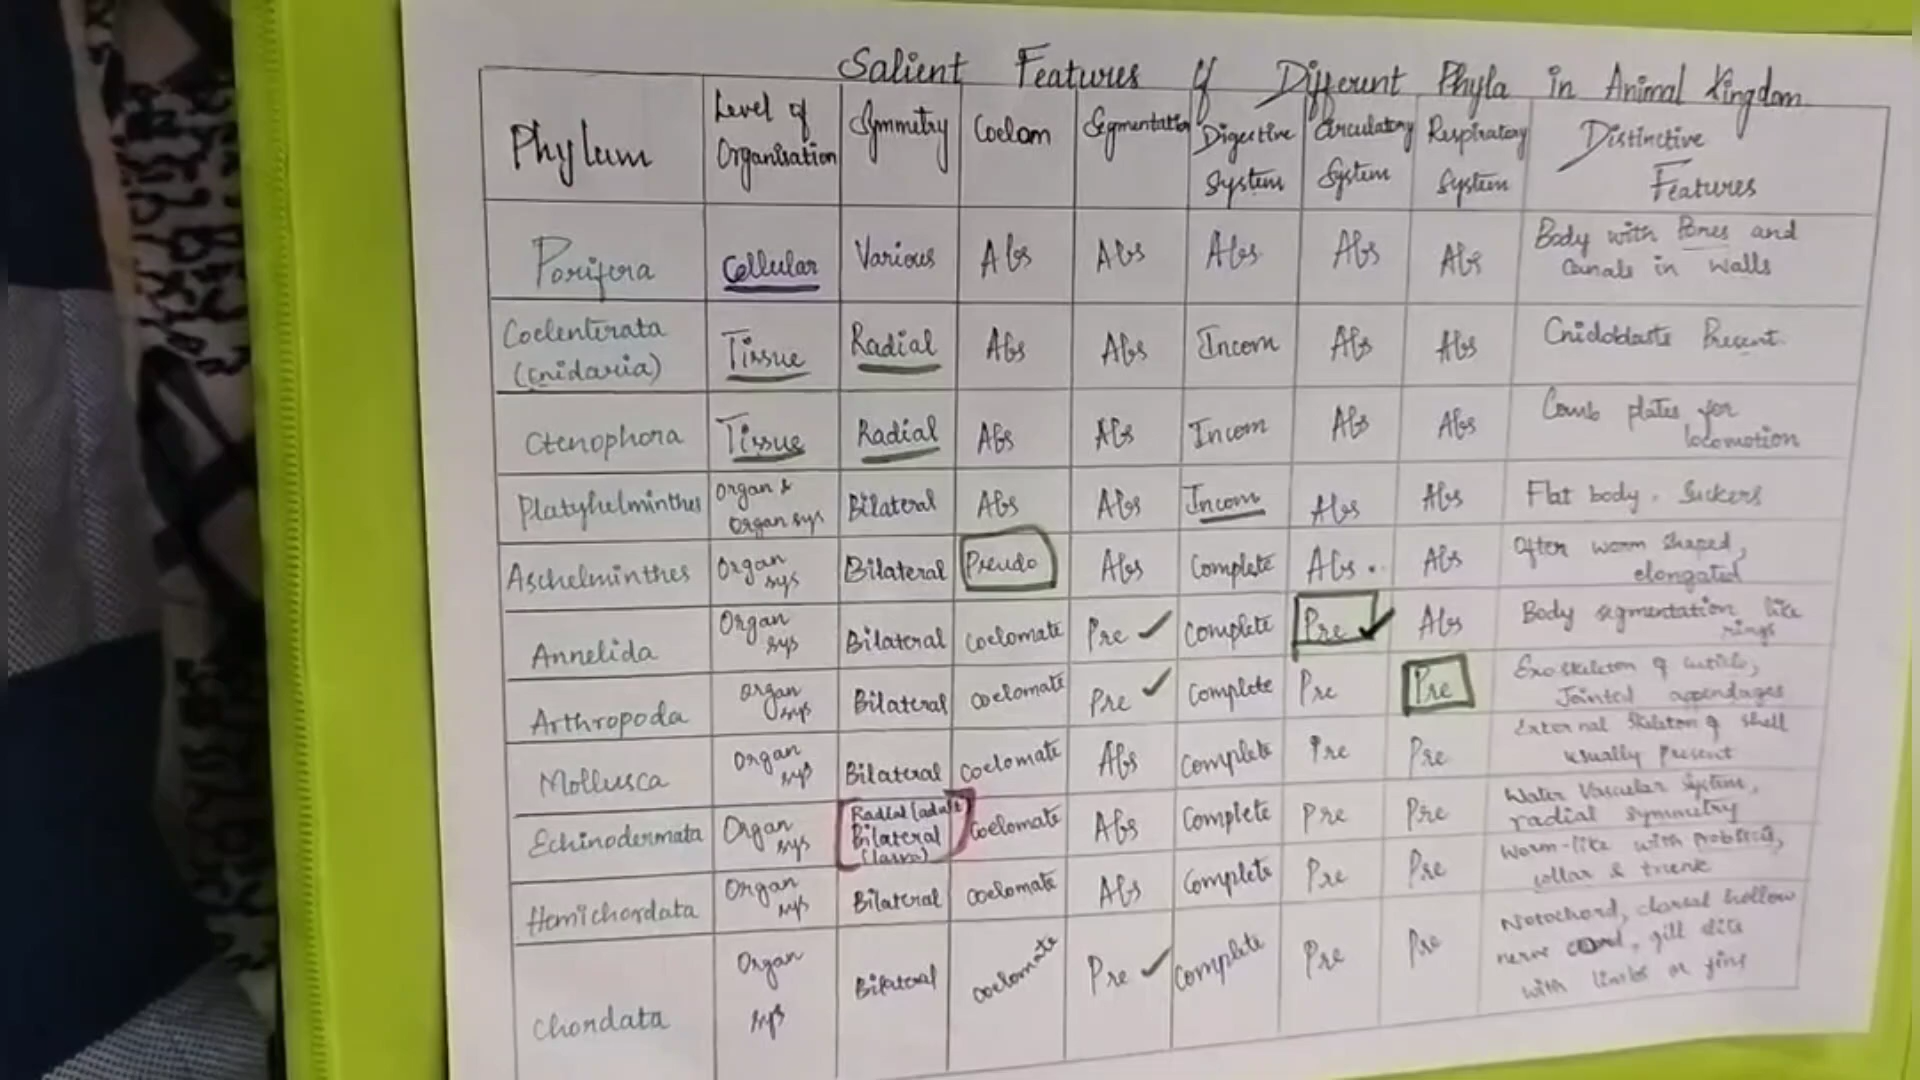 Salient Features of Different Phyla in Animal Kingdom
Phylum
Level of
Organisation
Symmetry
Coelom
Segmentation
Digestive
System
Circulatory
System
Respiratory
System
Distinctive
Features
Porifera
Cellular
Various
Abs
Abs
Abs
Abs
Abs
Body with Pores and
Canals in walls
Coelenterata
(Cnidaria)
Tissue
Radial
Abs
Abs
Incom
Abs
Abs
Cnidoblasts Present.
Ctenophora
Tissue
Radial
Abs
Abs
Incom
Abs
Abs
Comb plates for
locomotion
Platyhelminthes
Organ &
Organ sys
Bilateral
Abs
Abs
Incom
Abs
Abs
Flat body. Suckers
Aschelminthes
Organ
sys
Bilateral
Pseudo
Abs
Complete
Abs
Abs
Often worm shaped,
elongated
Annelida
Organ
sys
Bilateral
Coelomate
Pre ✓
Complete
Pre ✓
Abs
Body segmentation like
rings
Arthropoda
Organ
sys
Bilateral
Coelomate
Pre ✓
Complete
Pre
Pre
Exoskeleton of cuticle,
Jointed appendages
Mollusca
Organ
sys
Bilateral
Coelomate
Abs
Complete
Pre
Pre
External Skeleton of shell
usually present
Echinodermata
Organ
sys
Radial (adult
Bilateral
(larva)
Coelomate
Abs
Complete
Pre
Pre
Water Vascular System,
radial symmetry
Hemichordata
Organ
sys
Bilateral
Coelomate
Abs
Complete
Pre
Pre
Worm-like with proboscis,
collar & trunk
Chordata
Organ
sys
Bilateral
Coelomate
Pre ✓
Complete
Pre
Pre
Notochord, dorsal hollow
nerve cord, gill slits
with limbs or fins